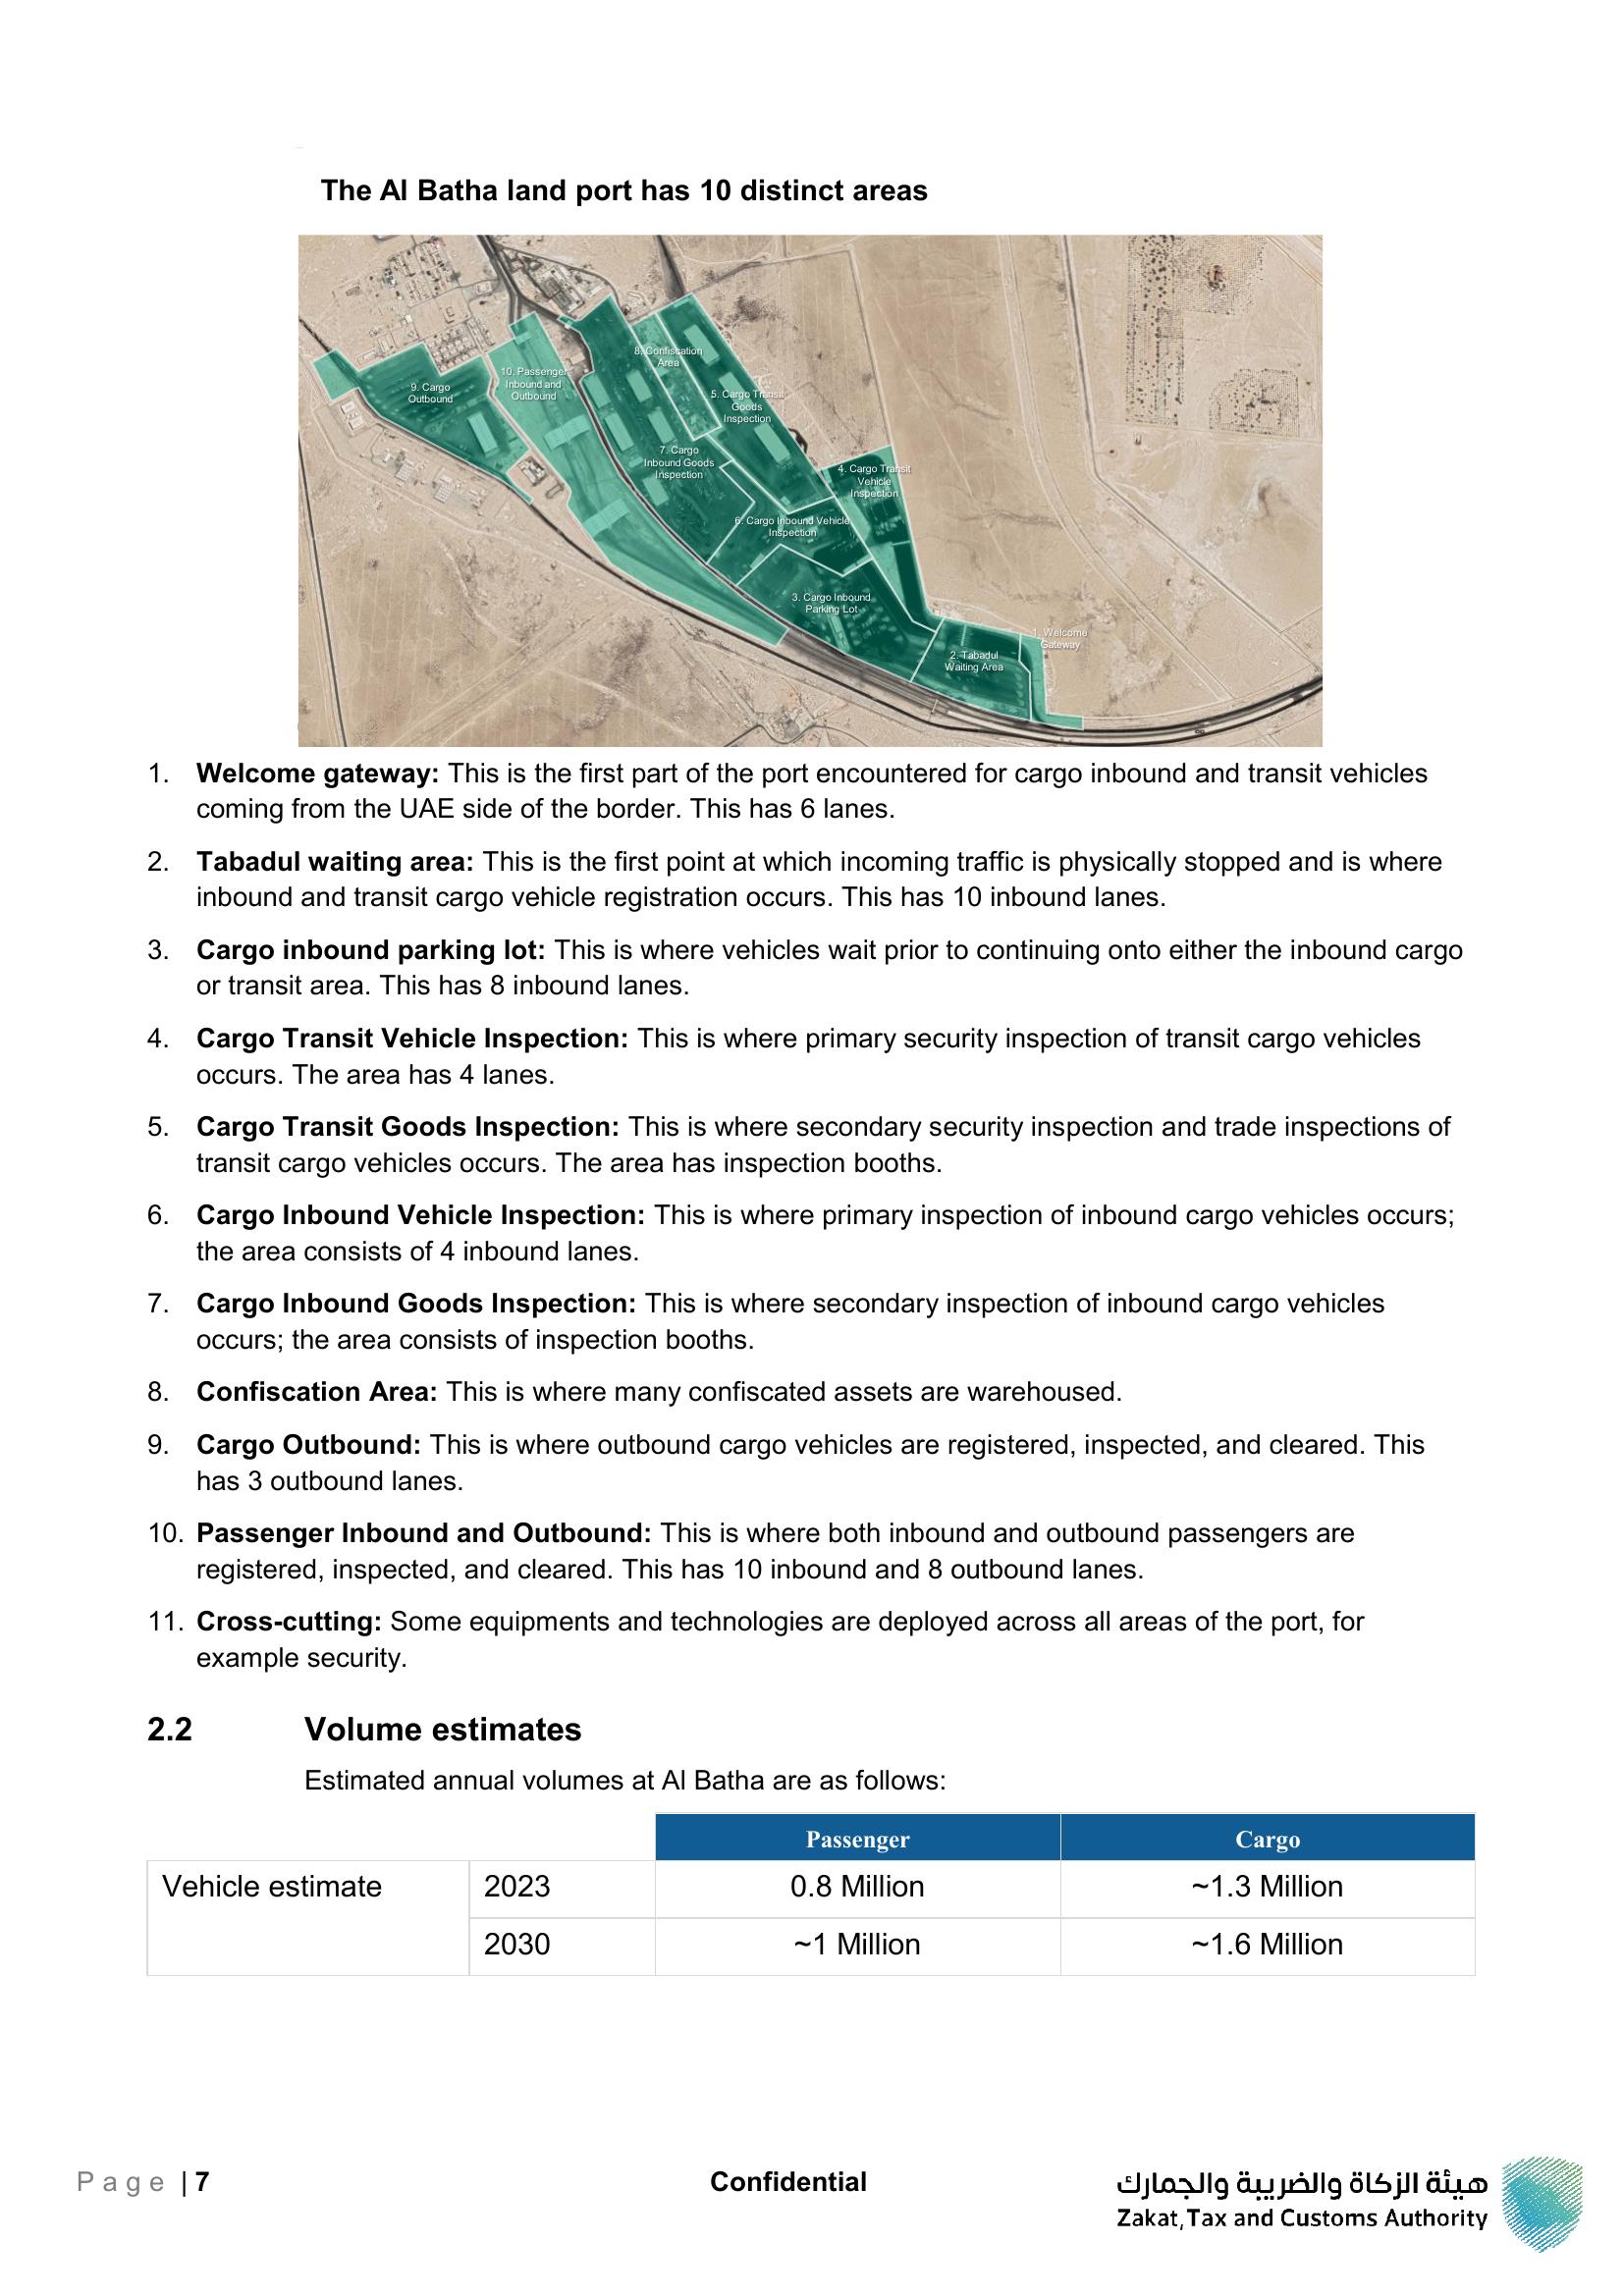 The Al Batha land port has 10 distinct areas
8. Confiscation
Area
10. Passenger
Inbound and
Outbound
9. Cargo
Outbound
5. Cargo Transit
Goods
Inspection
7. Cargo
Inbound Goods
Inspection
4. Cargo Transit
Vehicle
Inspection
6. Cargo Inbound Vehicle
Inspection
3. Cargo Inbound
Parking Lot
1. Welcome
Gateway
2. Tabadul
Waiting Area
1. Welcome gateway: This is the first part of the port encountered for cargo inbound and transit vehicles
coming from the UAE side of the border. This has 6 lanes.
2. Tabadul waiting area: This is the first point at which incoming traffic is physically stopped and is where
inbound and transit cargo vehicle registration occurs. This has 10 inbound lanes.
3. Cargo inbound parking lot: This is where vehicles wait prior to continuing onto either the inbound cargo
or transit area. This has 8 inbound lanes.
4. Cargo Transit Vehicle Inspection: This is where primary security inspection of transit cargo vehicles
occurs. The area has 4 lanes.
5. Cargo Transit Goods Inspection: This is where secondary security inspection and trade inspections of
transit cargo vehicles occurs. The area has inspection booths.
6. Cargo Inbound Vehicle Inspection: This is where primary inspection of inbound cargo vehicles occurs;
the area consists of 4 inbound lanes.
7. Cargo Inbound Goods Inspection: This is where secondary inspection of inbound cargo vehicles
occurs; the area consists of inspection booths.
8. Confiscation Area: This is where many confiscated assets are warehoused.
9. Cargo Outbound: This is where outbound cargo vehicles are registered, inspected, and cleared. This
has 3 outbound lanes.
10. Passenger Inbound and Outbound: This is where both inbound and outbound passengers are
registered, inspected, and cleared. This has 10 inbound and 8 outbound lanes.
11. Cross-cutting: Some equipments and technologies are deployed across all areas of the port, for
example security.
2.2 Volume estimates
Estimated annual volumes at Al Batha are as follows:
Passenger Cargo
Vehicle estimate 2023 0.8 Million ~1.3 Million
2030 ~1 Million ~1.6 Million
Page | 7 Confidential
هيئة الزكاة والضريبة والجمارك
Zakat, Tax and Customs Authority